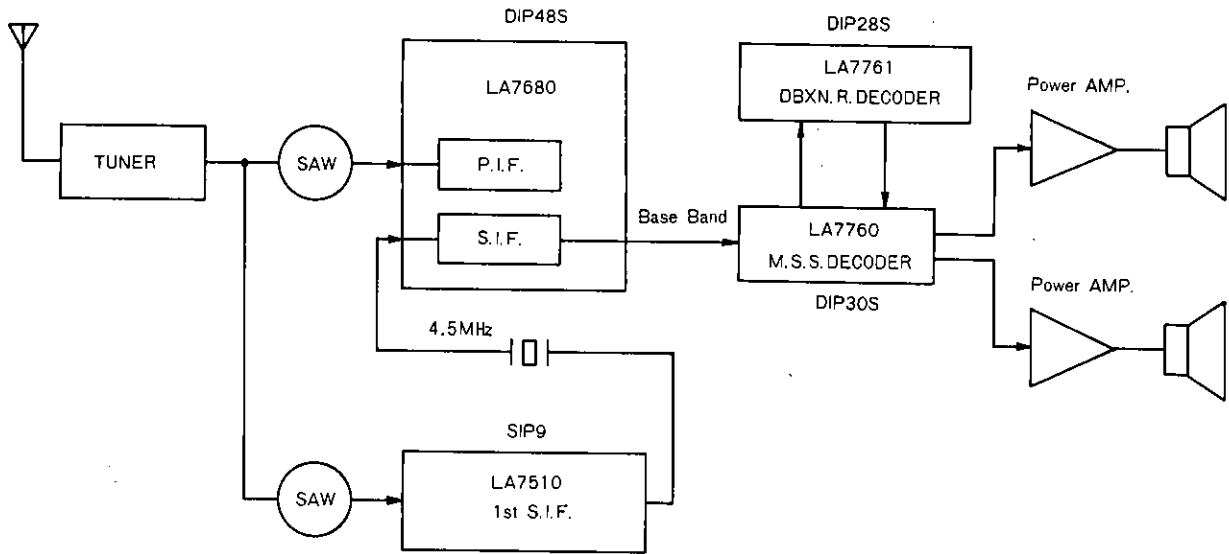 DIP48S
DIP28S
LA7680
LA7761
DBXN.R.DECODER
Power AMP.
TUNER
SAW
P.I.F.
S.I.F.
Base Band
LA7760
M.S.S.DECODER
DIP30S
Power AMP.
4.5MHz
SIP9
SAW
LA7510
1st S.I.F.